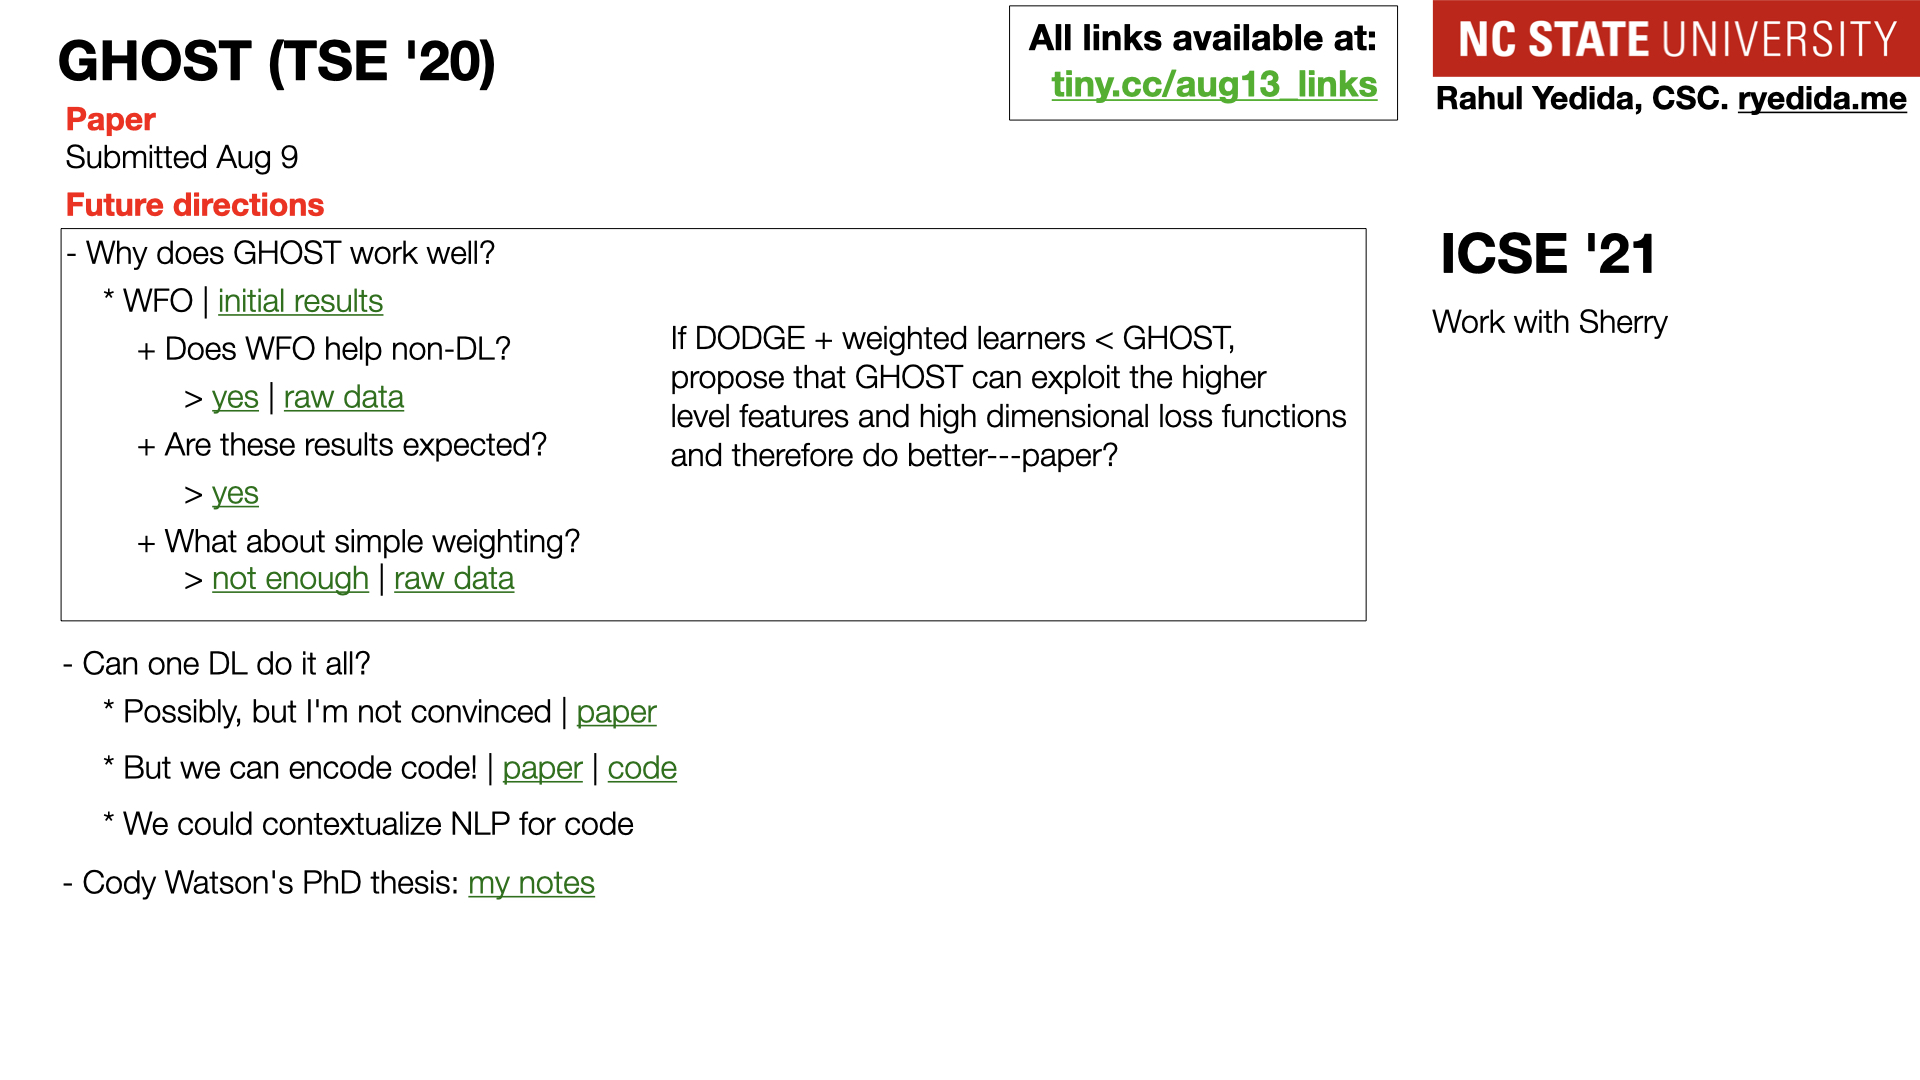 GHOST (TSE '20)
Paper
Submitted Aug 9
Future directions
- Why does GHOST work well?
* WFO | initial results
+ Does WFO help non-DL?
> yes | raw data
+ Are these results expected?
> yes
+ What about simple weighting?
> not enough | raw data
If DODGE + weighted learners < GHOST,
propose that GHOST can exploit the higher
level features and high dimensional loss functions
and therefore do better---paper?
- Can one DL do it all?
* Possibly, but I'm not convinced | paper
* But we can encode code! | paper | code
* We could contextualize NLP for code
- Cody Watson's PhD thesis: my notes
All links available at:
tiny.cc/aug13_links
NC STATE UNIVERSITY
Rahul Yedida, CSC. ryedida.me
ICSE '21
Work with Sherry